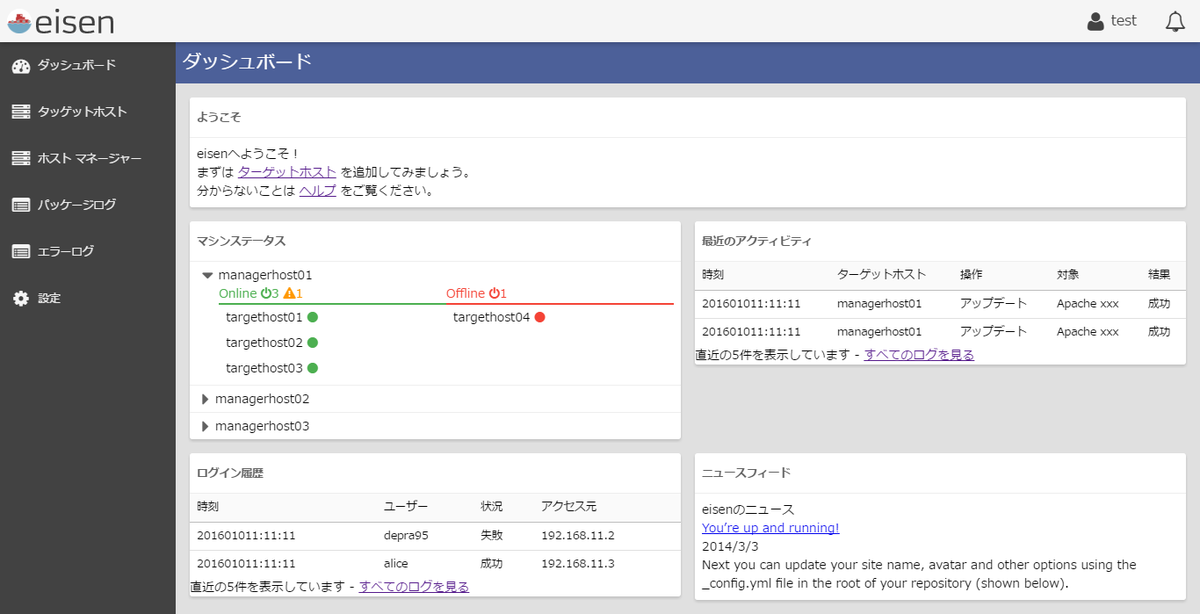 eisen
test
ダッシュボード
タッゲットホスト
ホスト マネージャー
パッケージログ
エラーログ
設定
ダッシュボード
ようこそ
eisenへようこそ！
まずは ターゲットホスト を追加してみましょう。
分からないことは ヘルプ をご覧ください。
マシンステータス
managerhost01
Online 3 1 Offline 1
targethost01 targethost04
targethost02
targethost03
managerhost02
managerhost03
最近のアクティビティ
時刻 ターゲットホスト 操作 対象 結果
201601011:11:11 managerhost01 アップデート Apache xxx 成功
201601011:11:11 managerhost01 アップデート Apache xxx 成功
直近の5件を表示しています - すべてのログを見る
ログイン履歴
時刻 ユーザー 状況 アクセス元
201601011:11:11 depra95 失敗 192.168.11.2
201601011:11:11 alice 成功 192.168.11.3
直近の5件を表示しています - すべてのログを見る
ニュースフィード
eisenのニュース
You're up and running!
2014/3/3
Next you can update your site name, avatar and other options using the
_config.yml file in the root of your repository (shown below).